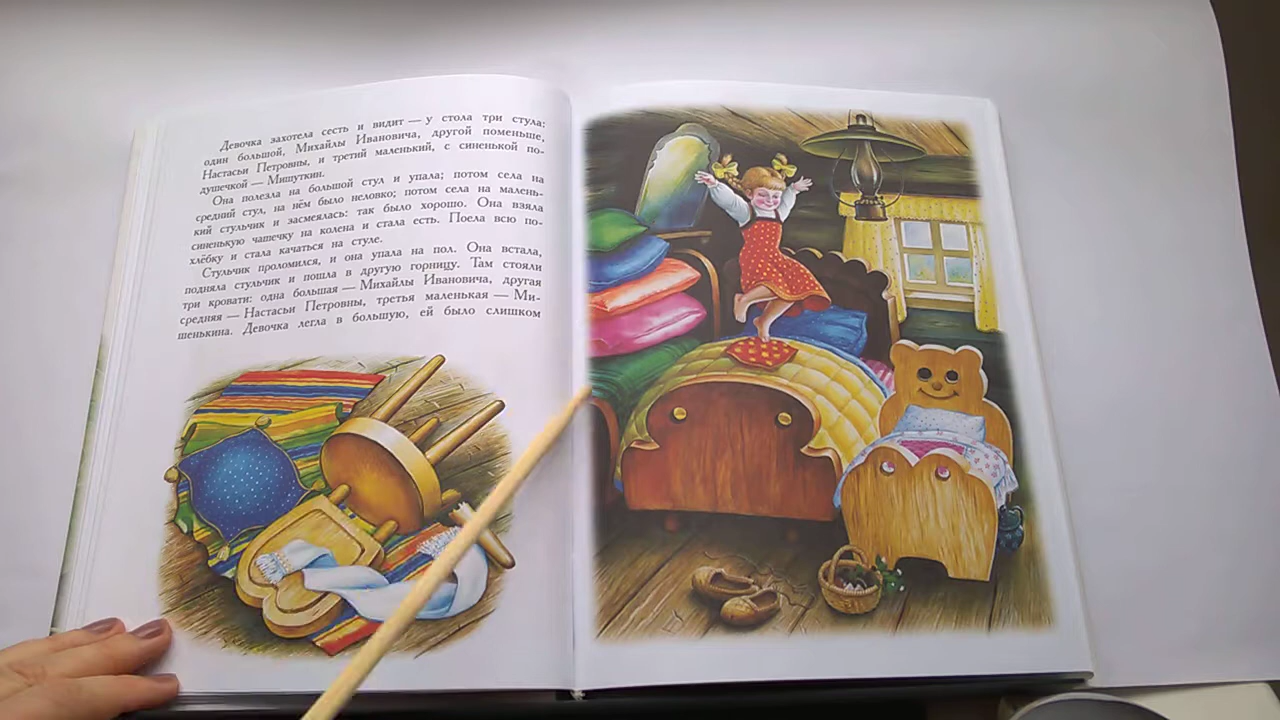 Девочка захотела сесть и видит — у стола три стула:
один большой, Михайлы Ивановича, другой поменьше,
Настасьи Петровны, и третий маленький, с синенькой по-
душечкой — Мишуткин.
Она полезла на большой стул и упала; потом села на
средний стул, на нём было неловко; потом села на малень-
кий стульчик и засмеялась: так было хорошо. Она взяла
синенькую чашечку на колена и стала есть. Поела всю по-
хлёбку и стала качаться на стуле.
Стульчик проломился, и она упала на пол. Она встала,
подняла стульчик и пошла в другую горницу. Там стояли
три кровати: одна большая — Михайлы Ивановича, другая
средняя — Настасьи Петровны, третья маленькая — Ми-
шенькина. Девочка легла в большую, ей было слишком